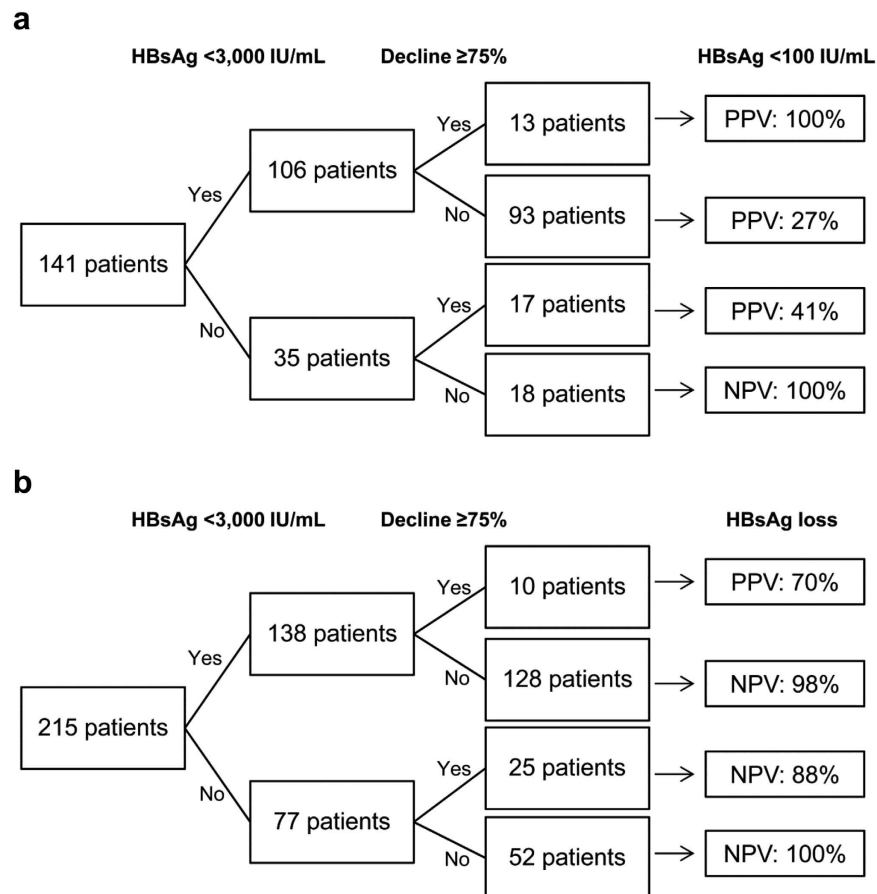 a
HBsAg <3,000 IU/mL Decline ≥75% HBsAg <100 IU/mL
Yes 13 patients PPV: 100%
106 patients
Yes No 93 patients PPV: 27%
141 patients
Yes 17 patients PPV: 41%
No 35 patients
No 18 patients NPV: 100%
b
HBsAg <3,000 IU/mL Decline ≥75% HBsAg loss
Yes 10 patients PPV: 70%
138 patients
Yes No 128 patients NPV: 98%
215 patients
Yes 25 patients NPV: 88%
No 77 patients
No 52 patients NPV: 100%